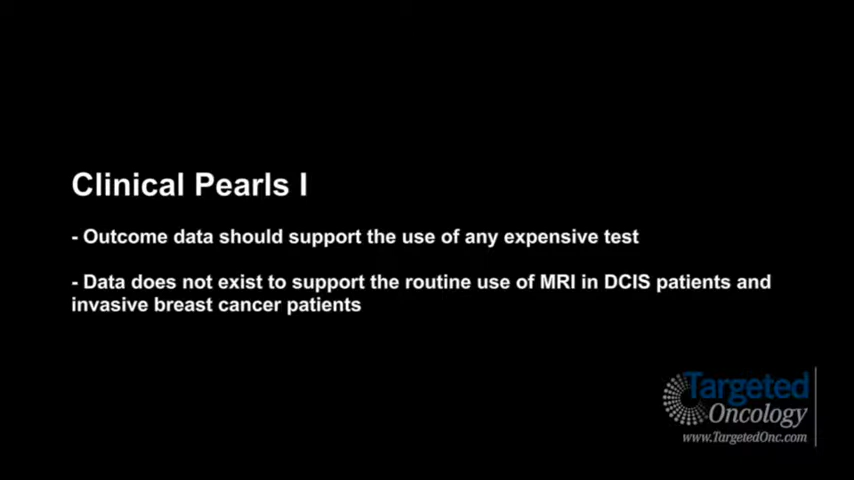 Clinical Pearls I
- Outcome data should support the use of any expensive test
- Data does not exist to support the routine use of MRI in DCIS patients and
invasive breast cancer patients
Targeted
Oncology
www.TargetedOnc.com